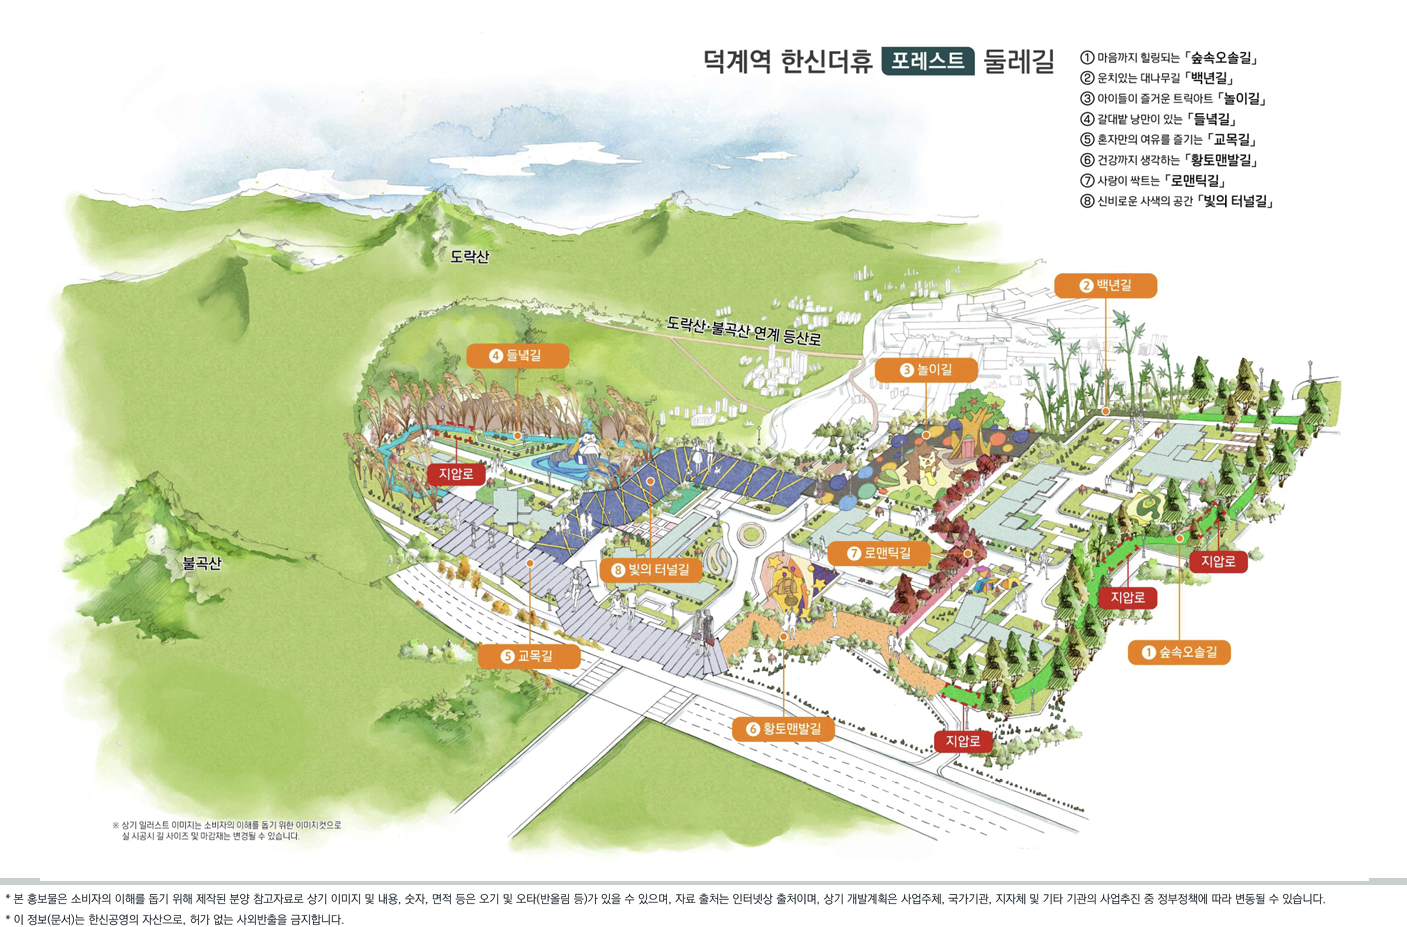 덕계역 한신더휴 포레스트 둘레길
① 마음까지 힐링되는 「숲속오솔길」
② 운치있는 대나무길 「백년길」
③ 아이들이 즐거운 트릭아트 「놀이길」
④ 갈대밭 낭만이 있는 「들녘길」
⑤ 혼자만의 여유를 즐기는 「교목길」
⑥ 건강까지 생각하는 「황토맨발길」
⑦ 사랑이 싹트는 「로맨틱길」
⑧ 신비로운 사색의 공간 「빛의 터널길」
도락산
❷ 백년길
도락산·불곡산 연계 등산로
❹ 들녘길
❸ 놀이길
지압로
❼ 로맨틱길
지압로
불곡산
❽ 빛의 터널길
지압로
❺ 교목길
❶ 숲속오솔길
❻ 황토맨발길
지압로
※ 상기 일러스트 이미지는 소비자의 이해를 돕기 위한 이미지컷으로
실 시공시 길 사이즈 및 마감재는 변경될 수 있습니다.
* 본 홍보물은 소비자의 이해를 돕기 위해 제작된 분양 참고자료로 상기 이미지 및 내용, 숫자, 면적 등은 오기 및 오타(반올림 등)가 있을 수 있으며, 자료 출처는 인터넷상 출처이며, 상기 개발계획은 사업주체, 국가기관, 지자체 및 기타 기관의 사업추진 중 정부정책에 따라 변동될 수 있습니다.
* 이 정보(문서)는 한신공영의 자산으로, 허가 없는 사외반출을 금지합니다.